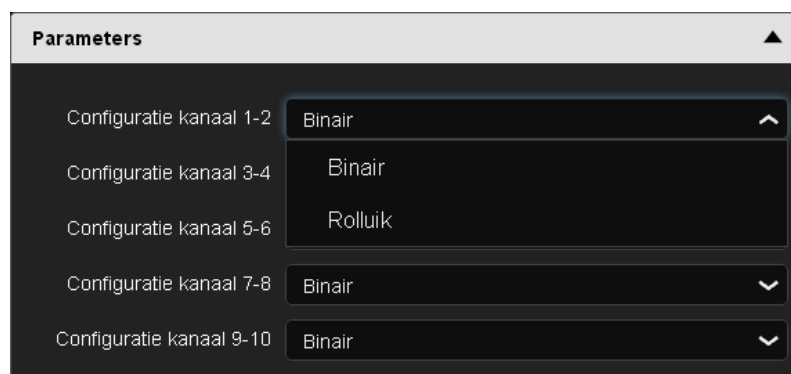 Parameters
Configuratie kanaal 1-2 Binair
Binair
Configuratie kanaal 3-4
Rolluik
Configuratie kanaal 5-6
Configuratie kanaal 7-8 Binair
Configuratie kanaal 9-10 Binair